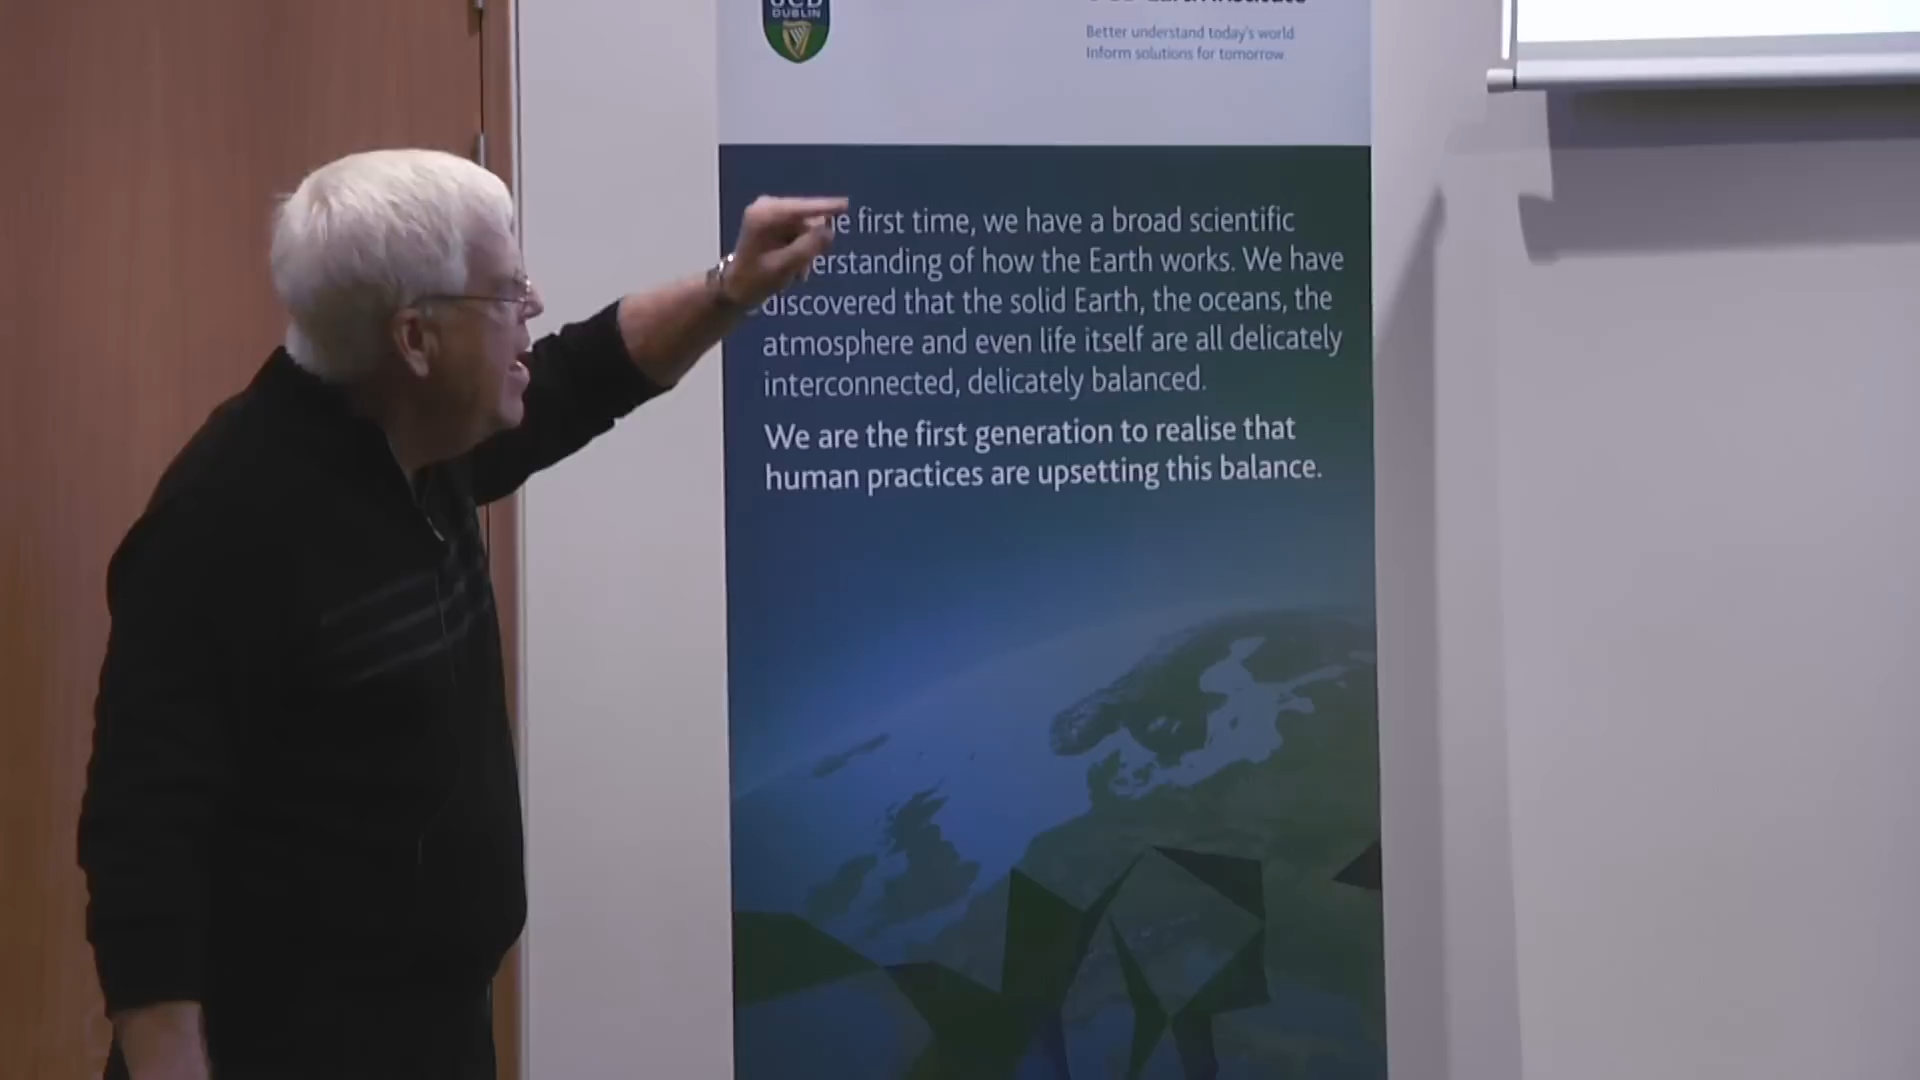 UCD
DUBLIN
Better understand today's world
Inform solutions for tomorrow.
first time, we have a broad scientific
of how the Earth works. We have
discovered that the solid Earth, the oceans, the
atmosphere and even life itself are all delicately
interconnected, delicately balanced.
We are the first generation to realise that
human practices are upsetting this balance.